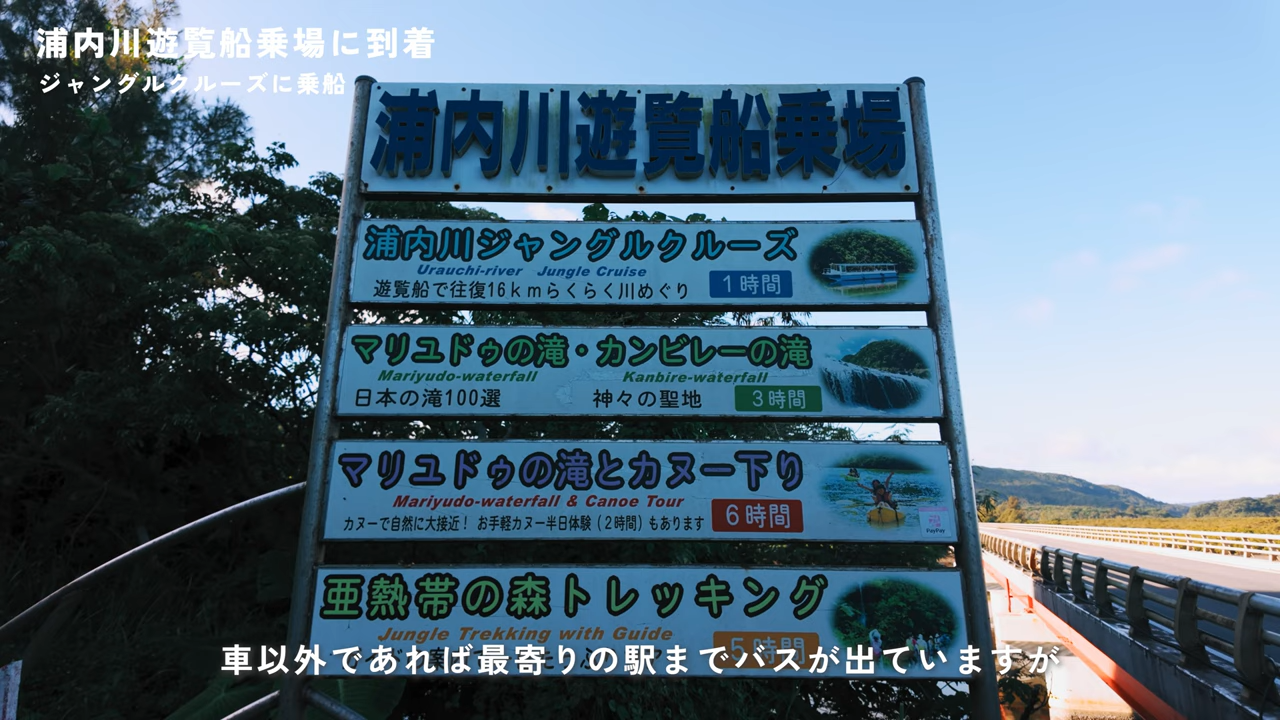 浦内川遊覧船乗場に到着
ジャングルクルーズに乗船
浦内川遊覧船乗場
浦内川ジャングルクルーズ
Urauchi-river Jungle Cruise
遊覧船で往復16kmらくらく川めぐり
1時間
マリユドゥの滝・カンビレーの滝
Mariyudo-waterfall Kanbire-waterfall
日本の滝100選 神々の聖地
3時間
マリユドゥの滝とカヌー下り
Mariyudo-waterfall & Canoe Tour
カヌーで自然に大接近! お手軽カヌー半日体験(2時間)もあります
6時間
PayPay
亜熱帯の森トレッキング
Jungle Trekking with Guide
5時間
車以外であれば最寄りの駅までバスが出ていますが